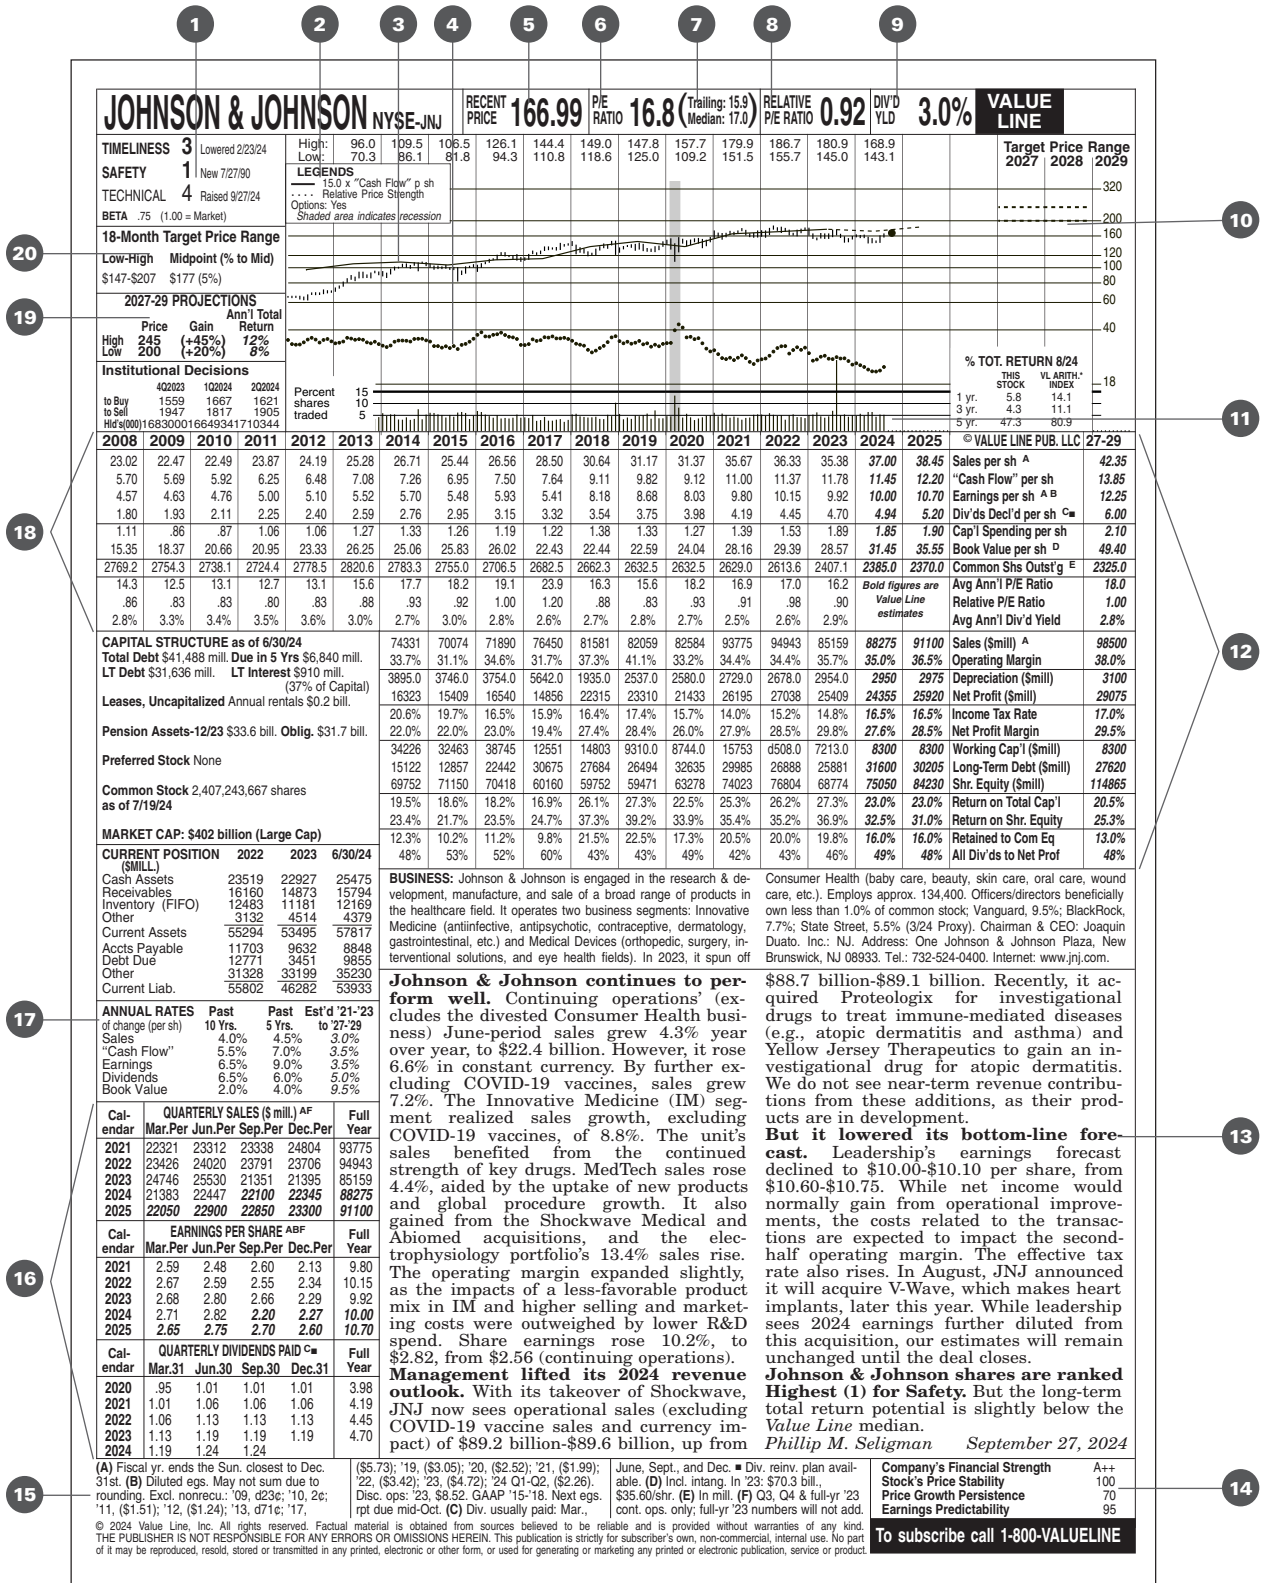 1 2 3 4 5 6 7 8 9
JOHNSON & JOHNSON NYSE-JNJ
RECENT PRICE 166.99
P/E RATIO 16.8 (Trailing: 15.9 Median: 17.0)
RELATIVE P/E RATIO 0.92
DIV'D YLD 3.0%
VALUE LINE
TIMELINESS 3 Lowered 2/23/24
SAFETY 1 New 7/27/90
TECHNICAL 4 Raised 9/27/24
BETA .75 (1.00 = Market)
High: 96.0 109.5 106.5 126.1 144.4 149.0 147.8 157.7 179.9 186.7 180.9 168.9
Low: 70.3 86.1 81.8 94.3 110.8 118.6 125.0 109.2 151.5 155.7 145.0 143.1
LEGENDS
15.0 x "Cash Flow" p sh
Relative Price Strength
Options: Yes
Shaded area indicates recession
Target Price Range
2027 2028 2029
320
200
160
120
100
80
60
40
18
10
20
18-Month Target Price Range
Low-High Midpoint (% to Mid)
$147-$207 $177 (5%)
19
2027-29 PROJECTIONS
Ann'l Total
Price Gain Return
High 245 (+45%) 12%
Low 200 (+20%) 8%
Institutional Decisions
4Q2023 1Q2024 2Q2024
to Buy 1559 1667 1621
to Sell 1947 1817 1905
Hld's(000) 1683000 1664934 1710344
Percent shares traded
15
10
5
% TOT. RETURN 8/24
THIS STOCK VL ARITH.* INDEX
1 yr. 5.8 14.1
3 yr. 4.3 11.1
5 yr. 47.3 80.9
11
2008 2009 2010 2011 2012 2013 2014 2015 2016 2017 2018 2019 2020 2021 2022 2023 2024 2025 © VALUE LINE PUB. LLC 27-29
23.02 22.47 22.49 23.87 24.19 25.28 26.71 25.44 26.56 28.50 30.64 31.17 31.37 35.67 36.33 35.38 37.00 38.45 Sales per sh A 42.35
5.70 5.69 5.92 6.25 6.48 7.08 7.26 6.95 7.50 7.64 9.11 9.82 9.12 11.00 11.37 11.78 11.45 12.20 "Cash Flow" per sh 13.85
4.57 4.63 4.76 5.00 5.10 5.52 5.70 5.48 5.93 5.41 8.18 8.68 8.03 9.80 10.15 9.92 10.00 10.70 Earnings per sh A B 12.25
1.80 1.93 2.11 2.25 2.40 2.59 2.76 2.95 3.15 3.32 3.54 3.75 3.98 4.19 4.45 4.70 4.94 5.20 Div'ds Decl'd per sh C■ 6.00
1.11 .86 .87 1.06 1.06 1.27 1.33 1.26 1.19 1.22 1.38 1.33 1.27 1.39 1.53 1.89 1.85 1.90 Cap'l Spending per sh 2.10
15.35 18.37 20.66 20.95 23.33 26.25 25.06 25.83 26.02 22.43 22.44 22.59 24.04 28.16 29.39 28.57 31.45 35.55 Book Value per sh D 49.40
2769.2 2754.3 2738.1 2724.4 2778.5 2820.6 2783.3 2755.0 2706.5 2682.5 2662.3 2632.5 2632.5 2629.0 2613.6 2407.1 2385.0 2370.0 Common Shs Outst'g E 2325.0
14.3 12.5 13.1 12.7 13.1 15.6 17.7 18.2 19.1 23.9 16.3 15.6 18.2 16.9 17.0 16.2 Bold figures are Avg Ann'l P/E Ratio 18.0
.86 .83 .83 .80 .83 .88 .93 .92 1.00 1.20 .88 .83 .93 .91 .98 .90 Value Line Relative P/E Ratio 1.00
2.8% 3.3% 3.4% 3.5% 3.6% 3.0% 2.7% 3.0% 2.8% 2.6% 2.7% 2.8% 2.7% 2.5% 2.6% 2.9% estimates Avg Ann'l Div'd Yield 2.8%
18
12
CAPITAL STRUCTURE as of 6/30/24
Total Debt $41,488 mill. Due in 5 Yrs $6,840 mill.
LT Debt $31,636 mill. LT Interest $910 mill.
(37% of Capital)
Leases, Uncapitalized Annual rentals $0.2 bill.
Pension Assets-12/23 $33.6 bill. Oblig. $31.7 bill.
Preferred Stock None
Common Stock 2,407,243,667 shares
as of 7/19/24
MARKET CAP: $402 billion (Large Cap)
74331 70074 71890 76450 81581 82059 82584 93775 94943 85159 88275 91100 Sales ($mill) A 98500
33.7% 31.1% 34.6% 31.7% 37.3% 41.1% 33.2% 34.4% 34.4% 35.7% 35.0% 36.5% Operating Margin 38.0%
3895.0 3746.0 3754.0 5642.0 1935.0 2537.0 2580.0 2729.0 2678.0 2954.0 2950 2975 Depreciation ($mill) 3100
16323 15409 16540 14856 22315 23310 21433 26195 27038 25409 24355 25920 Net Profit ($mill) 29075
20.6% 19.7% 16.5% 15.9% 16.4% 17.4% 15.7% 14.0% 15.2% 14.8% 16.5% 16.5% Income Tax Rate 17.0%
22.0% 22.0% 23.0% 19.4% 27.4% 28.4% 26.0% 27.9% 28.5% 29.8% 27.6% 28.5% Net Profit Margin 29.5%
34226 32463 38745 12551 14803 9310.0 8744.0 15753 d508.0 7213.0 8300 8300 Working Cap'l ($mill) 8300
15122 12857 22442 30675 27684 26494 32635 29985 26888 25881 31600 30205 Long-Term Debt ($mill) 27620
69752 71150 70418 60160 59752 59471 63278 74023 76804 68774 75050 84230 Shr. Equity ($mill) 114865
19.5% 18.6% 18.2% 16.9% 26.1% 27.3% 22.5% 25.3% 26.2% 27.3% 23.0% 23.0% Return on Total Cap'l 20.5%
23.4% 21.7% 23.5% 24.7% 37.3% 39.2% 33.9% 35.4% 35.2% 36.9% 32.5% 31.0% Return on Shr. Equity 25.3%
12.3% 10.2% 11.2% 9.8% 21.5% 22.5% 17.3% 20.5% 20.0% 19.8% 16.0% 16.0% Retained to Com Eq 13.0%
48% 53% 52% 60% 43% 43% 49% 42% 43% 46% 49% 48% All Div'ds to Net Prof 48%
CURRENT POSITION 2022 2023 6/30/24
($MILL.)
Cash Assets 23519 22927 25475
Receivables 16160 14873 15794
Inventory (FIFO) 12483 11181 12169
Other 3132 4514 4379
Current Assets 55294 53495 57817
Accts Payable 11703 9632 8848
Debt Due 12771 3451 9855
Other 31328 33199 35230
Current Liab. 55802 46282 53933
17
ANNUAL RATES Past Past Est'd '21-'23
of change (per sh) 10 Yrs. 5 Yrs. to '27-'29
Sales 4.0% 4.5% 3.0%
"Cash Flow" 5.5% 7.0% 3.5%
Earnings 6.5% 9.0% 3.5%
Dividends 6.5% 6.0% 5.0%
Book Value 2.0% 4.0% 9.5%
16
Cal-endar QUARTERLY SALES ($ mill.) AF Full Year
Mar.Per Jun.Per Sep.Per Dec.Per
2021 22321 23312 23338 24804 93775
2022 23426 24020 23791 23706 94943
2023 24746 25530 21351 21395 85159
2024 21383 22447 22100 22345 88275
2025 22050 22900 22850 23300 91100
Cal-endar EARNINGS PER SHARE ABF Full Year
Mar.Per Jun.Per Sep.Per Dec.Per
2021 2.59 2.48 2.60 2.13 9.80
2022 2.67 2.59 2.55 2.34 10.15
2023 2.68 2.80 2.66 2.29 9.92
2024 2.71 2.82 2.20 2.27 10.00
2025 2.65 2.75 2.70 2.60 10.70
Cal-endar QUARTERLY DIVIDENDS PAID C■ Full Year
Mar.31 Jun.30 Sep.30 Dec.31
2020 .95 1.01 1.01 1.01 3.98
2021 1.01 1.06 1.06 1.06 4.19
2022 1.06 1.13 1.13 1.13 4.45
2023 1.13 1.19 1.19 1.19 4.70
2024 1.19 1.24 1.24
BUSINESS: Johnson & Johnson is engaged in the research & de-
velopment, manufacture, and sale of a broad range of products in
the healthcare field. It operates two business segments: Innovative
Medicine (antiinfective, antipsychotic, contraceptive, dermatology,
gastrointestinal, etc.) and Medical Devices (orthopedic, surgery, in-
terventional solutions, and eye health fields). In 2023, it spun off
Consumer Health (baby care, beauty, skin care, oral care, wound
care, etc.). Employs approx. 134,400. Officers/directors beneficially
own less than 1.0% of common stock; Vanguard, 9.5%; BlackRock,
7.7%; State Street, 5.5% (3/24 Proxy). Chairman & CEO: Joaquin
Duato. Inc.: NJ. Address: One Johnson & Johnson Plaza, New
Brunswick, NJ 08933. Tel.: 732-524-0400. Internet: www.jnj.com.
Johnson & Johnson continues to per-
form well. Continuing operations' (ex-
cludes the divested Consumer Health busi-
ness) June-period sales grew 4.3% year
over year, to $22.4 billion. However, it rose
6.6% in constant currency. By further ex-
cluding COVID-19 vaccines, sales grew
7.2%. The Innovative Medicine (IM) seg-
ment realized sales growth, excluding
COVID-19 vaccines, of 8.8%. The unit's
sales benefited from the continued
strength of key drugs. MedTech sales rose
4.4%, aided by the uptake of new products
and global procedure growth. It also
gained from the Shockwave Medical and
Abiomed acquisitions, and the elec-
trophysiology portfolio's 13.4% sales rise.
The operating margin expanded slightly,
as the impacts of a less-favorable product
mix in IM and higher selling and market-
ing costs were outweighed by lower R&D
spend. Share earnings rose 10.2%, to
$2.82, from $2.56 (continuing operations).
Management lifted its 2024 revenue
outlook. With its takeover of Shockwave,
JNJ now sees operational sales (excluding
COVID-19 vaccine sales and currency im-
pact) of $89.2 billion-$89.6 billion, up from
$88.7 billion-$89.1 billion. Recently, it ac-
quired Proteologix for investigational
drugs to treat immune-mediated diseases
(e.g., atopic dermatitis and asthma) and
Yellow Jersey Therapeutics to gain an in-
vestigational drug for atopic dermatitis.
We do not see near-term revenue contribu-
tions from these additions, as their prod-
ucts are in development.
But it lowered its bottom-line fore-
cast. Leadership's earnings forecast
declined to $10.00-$10.10 per share, from
$10.60-$10.75. While net income would
normally gain from operational improve-
ments, the costs related to the transac-
tions are expected to impact the second-
half operating margin. The effective tax
rate also rises. In August, JNJ announced
it will acquire V-Wave, which makes heart
implants, later this year. While leadership
sees 2024 earnings further diluted from
this acquisition, our estimates will remain
unchanged until the deal closes.
Johnson & Johnson shares are ranked
Highest (1) for Safety. But the long-term
total return potential is slightly below the
Value Line median.
Phillip M. Seligman September 27, 2024
13
15
(A) Fiscal yr. ends the Sun. closest to Dec.
31st. (B) Diluted egs. May not sum due to
rounding. Excl. nonrecu.: '09, d23¢; '10, 2¢;
'11, ($1.51); '12, ($1.24); '13, d71¢; '17,
($5.73); '19, ($3.05); '20, ($2.52); '21, ($1.99);
'22, ($3.42); '23, ($4.72); '24 Q1-Q2, ($2.26).
Disc. ops: '23, $8.52. GAAP '15-'18. Next egs.
rpt due mid-Oct. (C) Div. usually paid: Mar.,
June, Sept., and Dec. ■ Div. reinv. plan avail-
able. (D) Incl. intang. In '23: $70.3 bill.,
$35.60/shr. (E) In mill. (F) Q3, Q4 & full-yr '23
cont. ops. only; full-yr '23 numbers will not add.
Company's Financial Strength A++
Stock's Price Stability 100
Price Growth Persistence 70
Earnings Predictability 95
14
© 2024 Value Line, Inc. All rights reserved. Factual material is obtained from sources believed to be reliable and is provided without warranties of any kind.
THE PUBLISHER IS NOT RESPONSIBLE FOR ANY ERRORS OR OMISSIONS HEREIN. This publication is strictly for subscriber's own, non-commercial, internal use. No part
of it may be reproduced, resold, stored or transmitted in any printed, electronic or other form, or used for generating or marketing any printed or electronic publication, service or product.
To subscribe call 1-800-VALUELINE